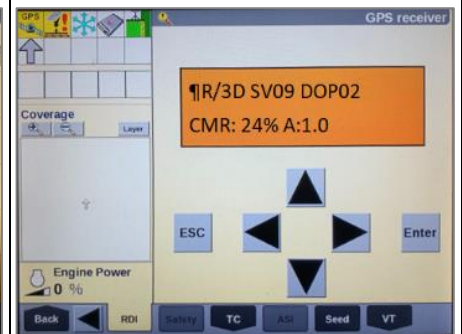 GPS
GPS receiver
¶R/3D SV09 DOP02
CMR: 24% A:1.0
Coverage
Layer
ESC
Enter
Engine Power
0 %
Back
RDI
Safety
TC
ASI
Seed
VT